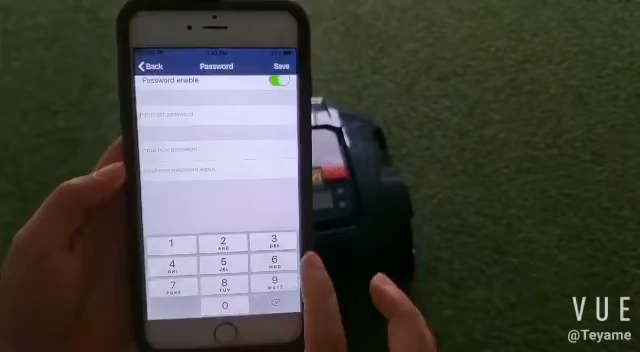 Back Password Save
Password enable
Input old password
Input new password
Input new password again
1 2 3
ABC DEF
4 5 6
GHI JKL MNO
7 8 9
PQRS TUV WXYZ
0
VUE
@Teyame